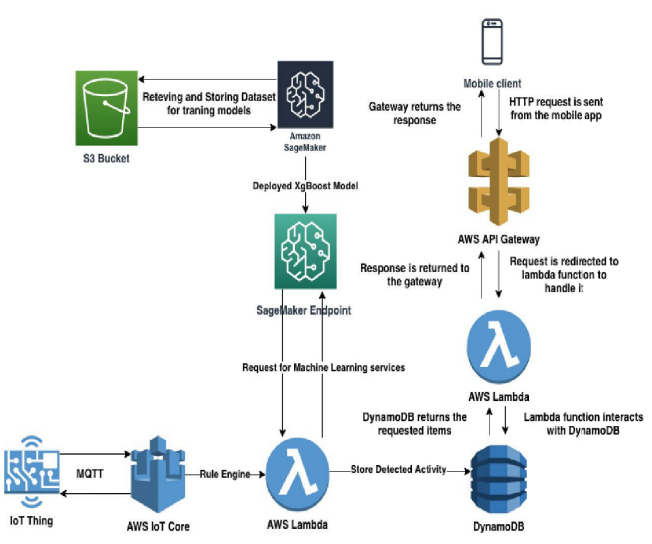 Mobile client
Gateway returns the
response
HTTP request is sent
from the mobile app
Reteving and Storing Dataset
for traning models
Amazon
SageMaker
S3 Bucket
Deployed XgBoost Model
AWS API Gateway
Response is returned to
the gateway
Request is redirected to
lambda function to
handle it
SageMaker Endpoint
Request for Machine Learning services
AWS Lambda
DynamoDB returns the
requested items
Lambda function interacts
with DynamoDB
MQTT
Rule Engine
Store Detected Activity
IoT Thing
AWS IoT Core
AWS Lambda
DynamoDB